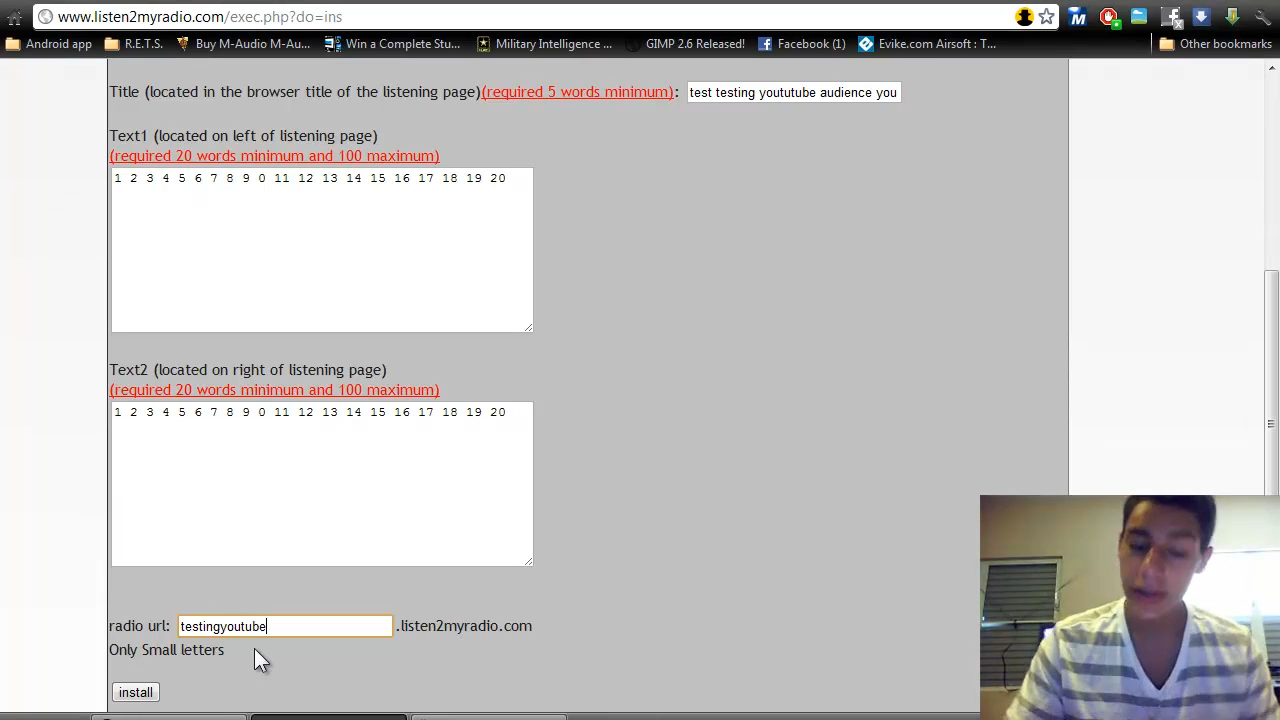 www.listen2myradio.com/exec.php?do=ins
Android app R.E.T.S. Buy M-Audio M-Au... Win a Complete Stu... Military Intelligence ... GIMP 2.6 Released! Facebook (1) Evike.com Airsoft : T... Other bookmarks
Title (located in the browser title of the listening page)(required 5 words minimum): test testing yoututube audience you
Text1 (located on left of listening page)
(required 20 words minimum and 100 maximum)
1 2 3 4 5 6 7 8 9 0 11 12 13 14 15 16 17 18 19 20
Text2 (located on right of listening page)
(required 20 words minimum and 100 maximum)
1 2 3 4 5 6 7 8 9 0 11 12 13 14 15 16 17 18 19 20
radio url: testingyoutube .listen2myradio.com
Only Small letters
install